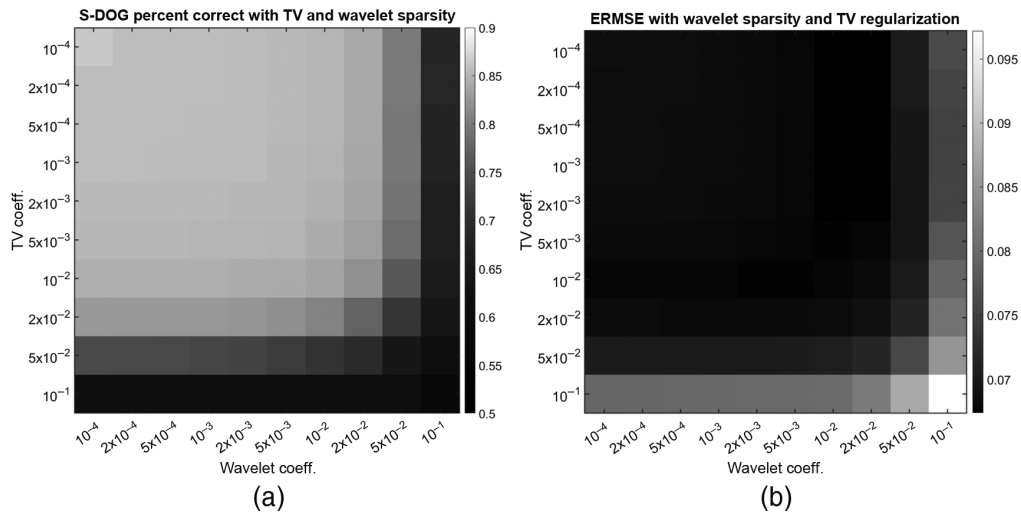 S-DOG percent correct with TV and wavelet sparsity
TV coeff.
10⁻⁴
2x10⁻⁴
5x10⁻⁴
10⁻³
2x10⁻³
5x10⁻³
10⁻²
2x10⁻²
5x10⁻²
10⁻¹
10⁻⁴
2x10⁻⁴
5x10⁻⁴
10⁻³
2x10⁻³
5x10⁻³
10⁻²
2x10⁻²
5x10⁻²
10⁻¹
Wavelet coeff.
0.9
0.85
0.8
0.75
0.7
0.65
0.6
0.55
0.5
(a)
ERMSE with wavelet sparsity and TV regularization
TV coeff.
10⁻⁴
2x10⁻⁴
5x10⁻⁴
10⁻³
2x10⁻³
5x10⁻³
10⁻²
2x10⁻²
5x10⁻²
10⁻¹
10⁻⁴
2x10⁻⁴
5x10⁻⁴
10⁻³
2x10⁻³
5x10⁻³
10⁻²
2x10⁻²
5x10⁻²
10⁻¹
Wavelet coeff.
0.095
0.09
0.085
0.08
0.075
0.07
(b)